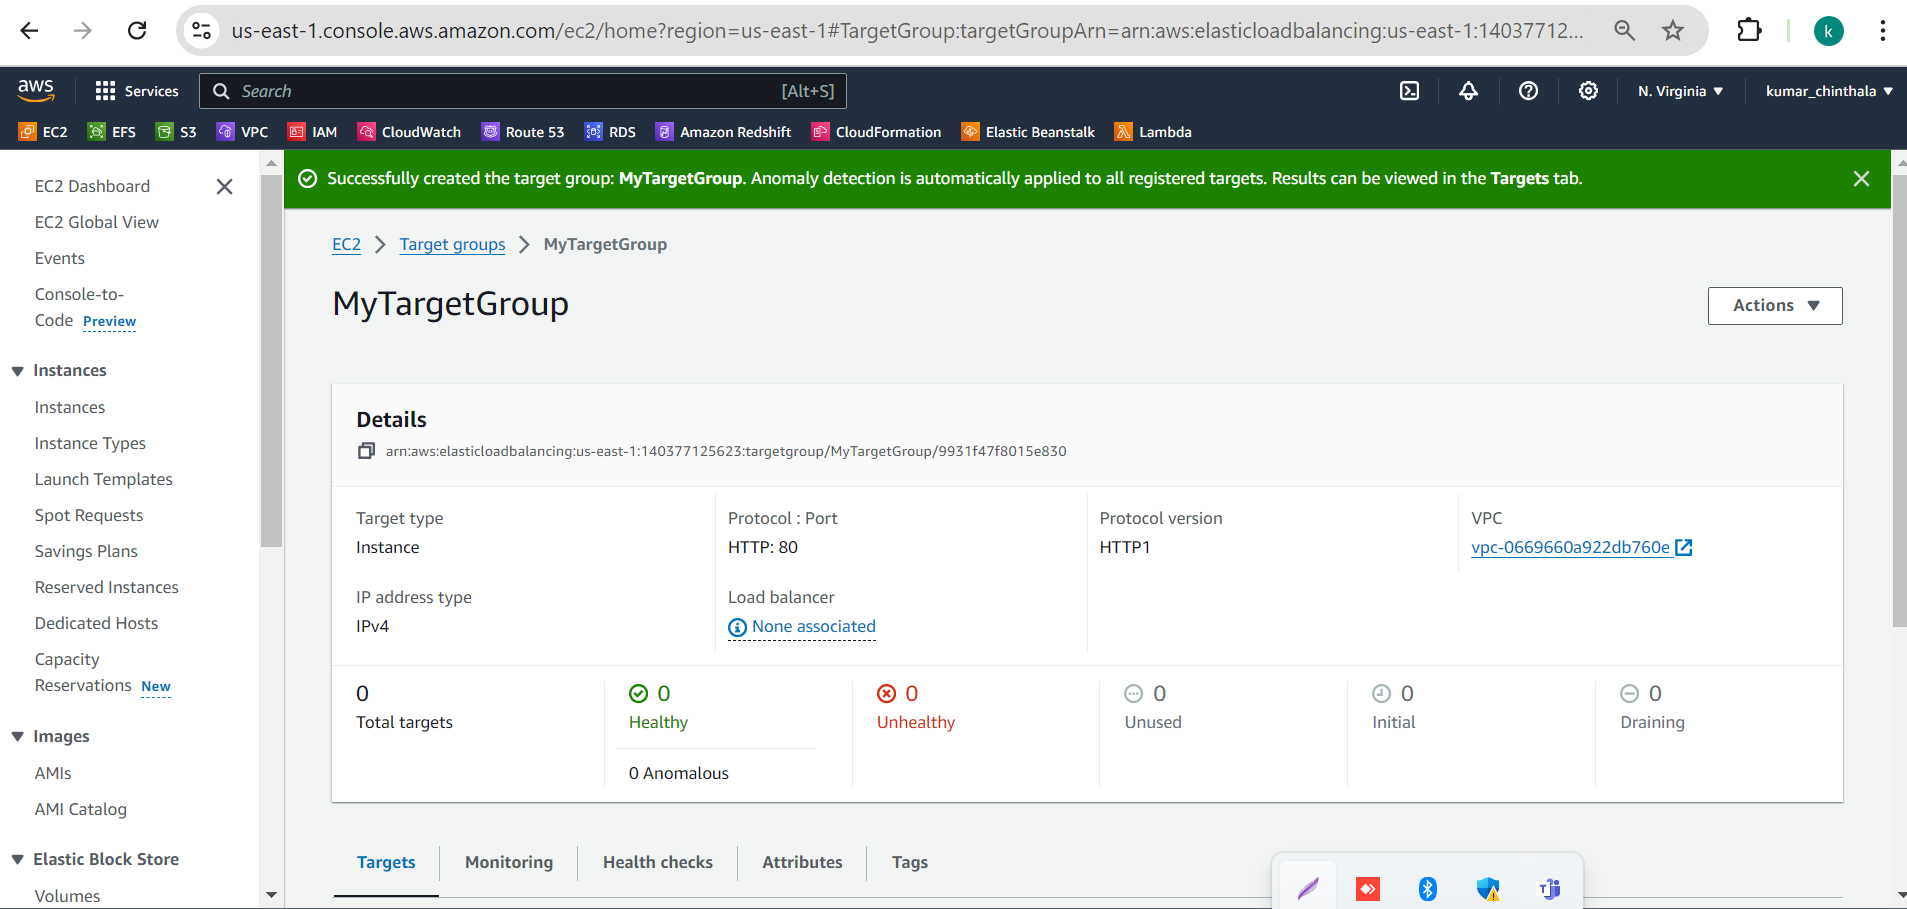 us-east-1.console.aws.amazon.com/ec2/home?region=us-east-1#TargetGroup:targetGroupArn=arn:aws:elasticloadbalancing:us-east-1:14037712...
k
aws Services Search [Alt+S] N. Virginia ▼ kumar_chinthala ▼
EC2 EFS S3 VPC IAM CloudWatch Route 53 RDS Amazon Redshift CloudFormation Elastic Beanstalk Lambda
Successfully created the target group: MyTargetGroup. Anomaly detection is automatically applied to all registered targets. Results can be viewed in the Targets tab.
EC2 Dashboard
EC2 Global View
Events
Console-to-
Code Preview
Instances
Instances
Instance Types
Launch Templates
Spot Requests
Savings Plans
Reserved Instances
Dedicated Hosts
Capacity
Reservations New
Images
AMIs
AMI Catalog
Elastic Block Store
Volumes
EC2 > Target groups > MyTargetGroup
MyTargetGroup
Actions ▼
Details
arn:aws:elasticloadbalancing:us-east-1:140377125623:targetgroup/MyTargetGroup/9931f47f8015e830
Target type
Instance
Protocol : Port
HTTP: 80
Protocol version
HTTP1
VPC
vpc-0669660a922db760e
IP address type
IPv4
Load balancer
None associated
0
Total targets
0
Healthy
0 Anomalous
0
Unhealthy
0
Unused
0
Initial
0
Draining
Targets Monitoring Health checks Attributes Tags